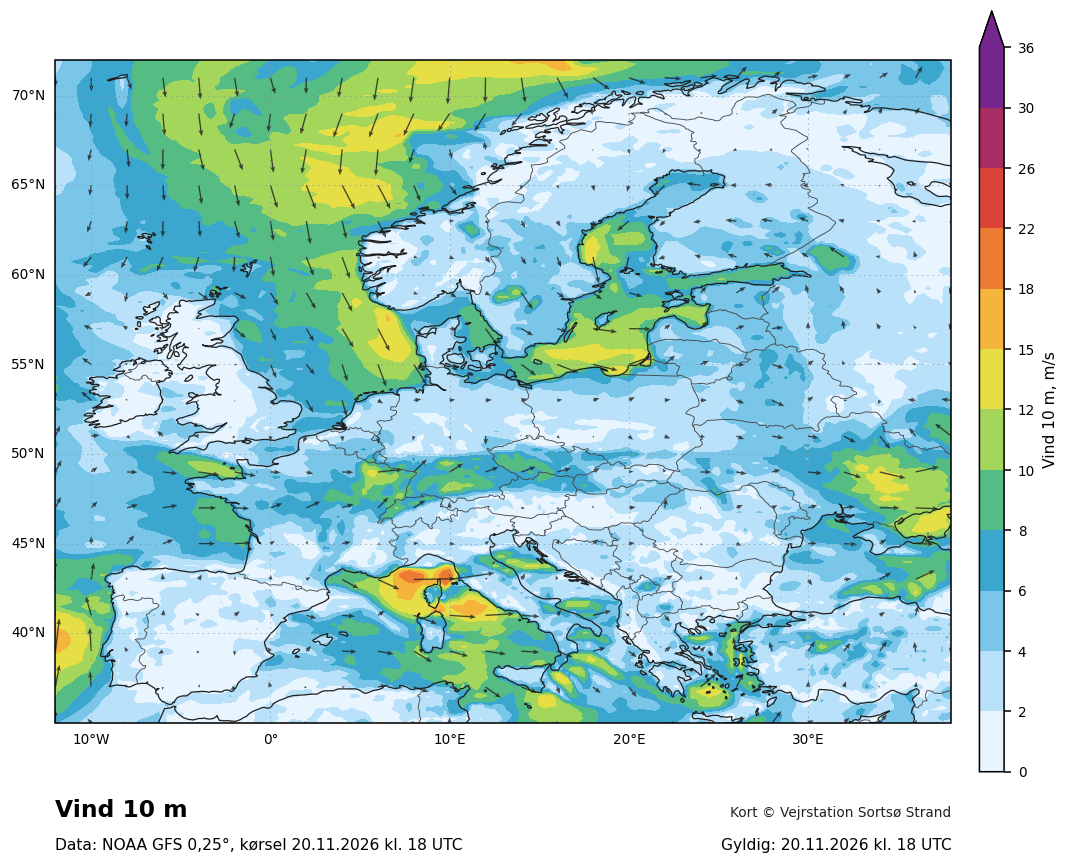 36
30
26
22
18
15
12
10
8
6
4
2
0
Vind 10 m, m/s
70°N
65°N
60°N
55°N
50°N
45°N
40°N
10°W
0°
10°E
20°E
30°E
Vind 10 m
Kort © Vejrstation Sortsø Strand
Data: NOAA GFS 0,25°, kørsel 20.11.2026 kl. 18 UTC
Gyldig: 20.11.2026 kl. 18 UTC